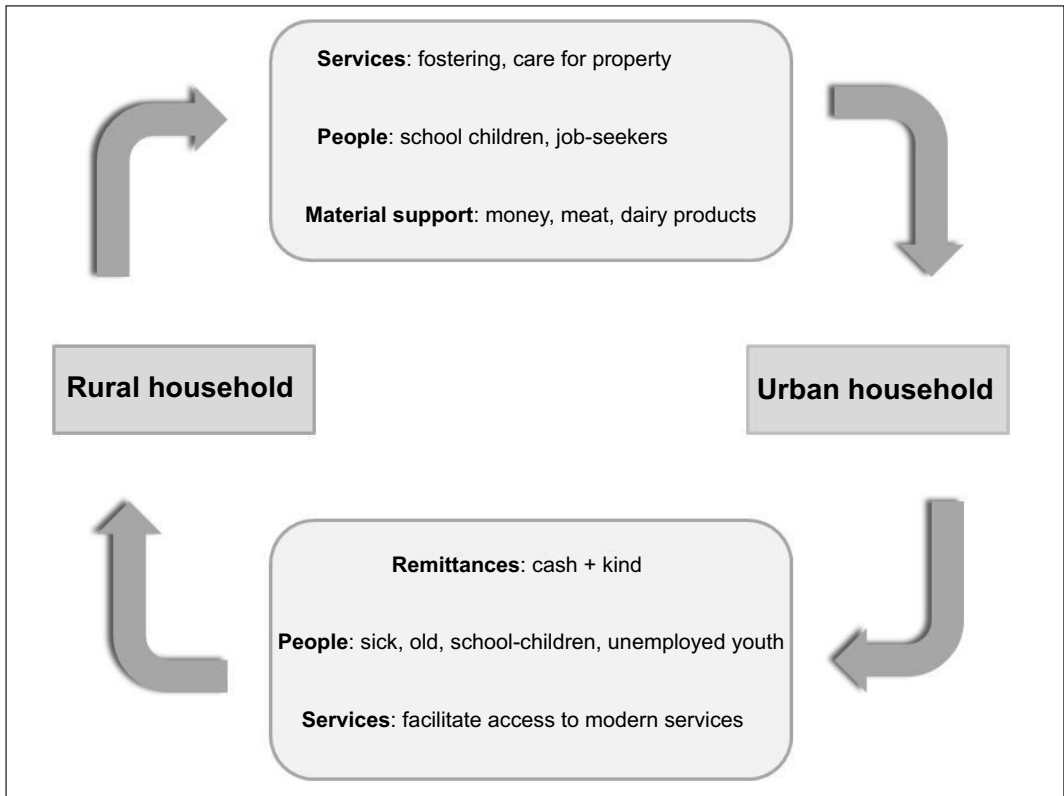 Services: fostering, care for property
People: school children, job-seekers
Material support: money, meat, dairy products
Rural household
Urban household
Remittances: cash + kind
People: sick, old, school-children, unemployed youth
Services: facilitate access to modern services